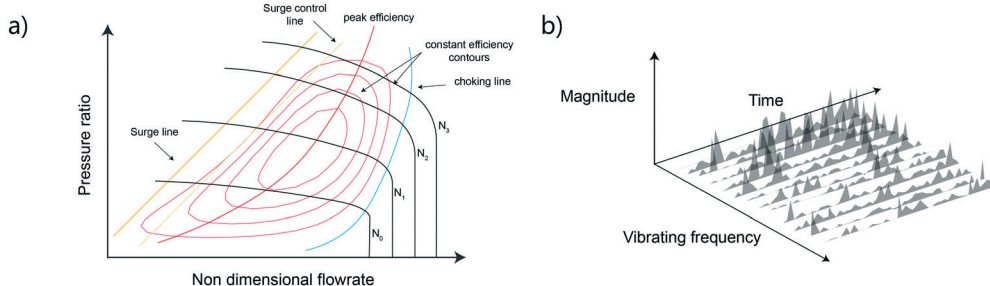 a)
Surge control
line
peak efficiency
constant efficiency
contours
choking line
Surge line
N3
N2
N1
N0
Pressure ratio
Non dimensional flowrate
b)
Magnitude
Time
Vibrating frequency